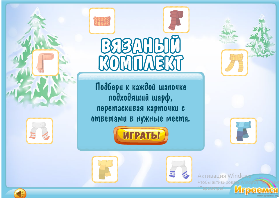 ВЯЗАНЫЙ
КОМПЛЕКТ
Подбери к каждой шапочке
подходящий шарф,
перетаскивая карточки с
ответами в нужные места.
ИГРАТЬ!